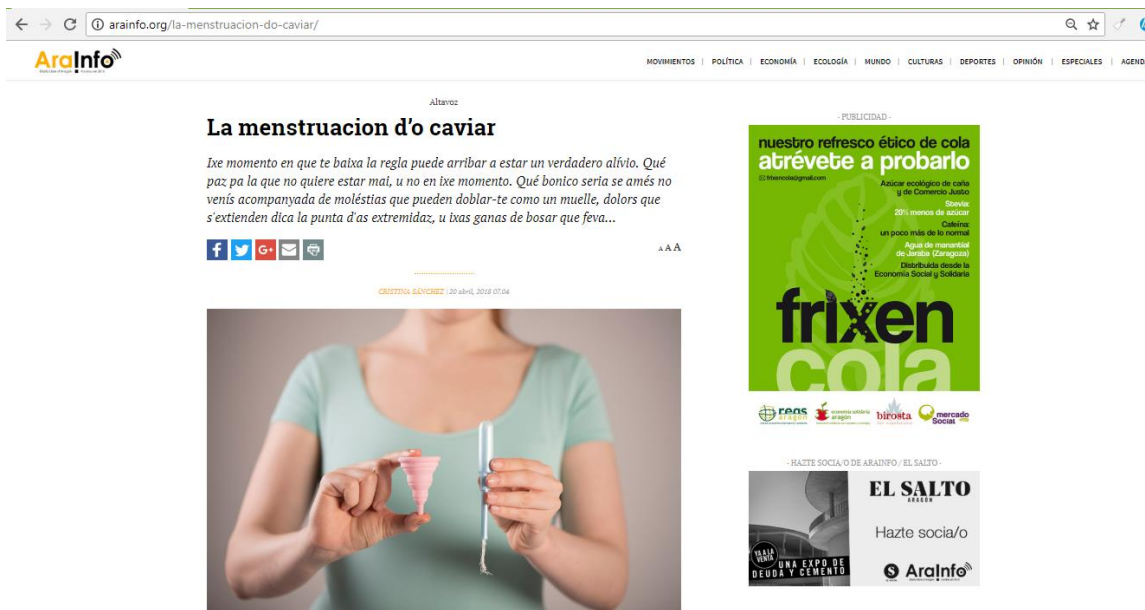 arainfo.org/la-menstruacion-do-caviar/
AraInfo
MOVIMIENTOS | POLÍTICA | ECONOMÍA | ECOLOGÍA | MUNDO | CULTURAS | DEPORTES | OPINIÓN | ESPECIALES | AGENDA
Altavoz
La menstruacion d'o caviar
Ixe momento en que te baixa la regla puede arribar a estar un verdadero alívio. Qué
paz pa la que no quiere estar mai, u no en ixe momento. Qué bonico seria se amés no
venís acompanyada de moléstias que pueden doblar-te como un muelle, dolors que
s'extienden dica la punta d'as extremidaz, u ixas ganas de bosar que feva...
A A A
CRISTINA SÁNCHEZ | 20 abril, 2018 07.04
- PUBLICIDAD -
nuestro refresco ético de cola
atrévete a probarlo
frixencola@gmail.com
Azúcar ecológico de caña
y de Comercio Justo
Stevia:
20% menos de azúcar
Cafeína:
un poco más de lo normal
Agua de manantial
de Jaraba (Zaragoza)
Distribuida desde la
Economía Social y Solidaria
frixen
cola
reas
aragón
economía solidaria
aragón
birosta
mercado
social
- HAZTE SOCIA/O DE ARAINFO / EL SALTO -
EL SALTO
ARAGÓN
Hazte socia/o
YA A LA
VENTA
UNA EXPO DE
DEUDA Y CEMENTO
AraInfo